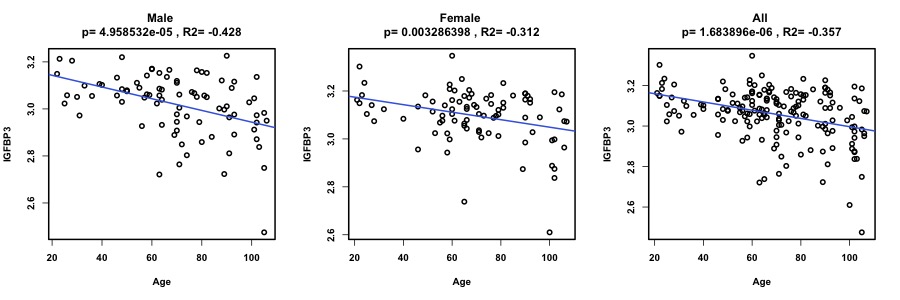 Male
p= 4.958532e-05 , R2= -0.428
IGFBP3
3.2
3.0
2.8
2.6
20 40 60 80 100
Age
Female
p= 0.003286398 , R2= -0.312
IGFBP3
3.2
3.0
2.8
2.6
20 40 60 80 100
Age
All
p= 1.683896e-06 , R2= -0.357
IGFBP3
3.2
3.0
2.8
2.6
20 40 60 80 100
Age